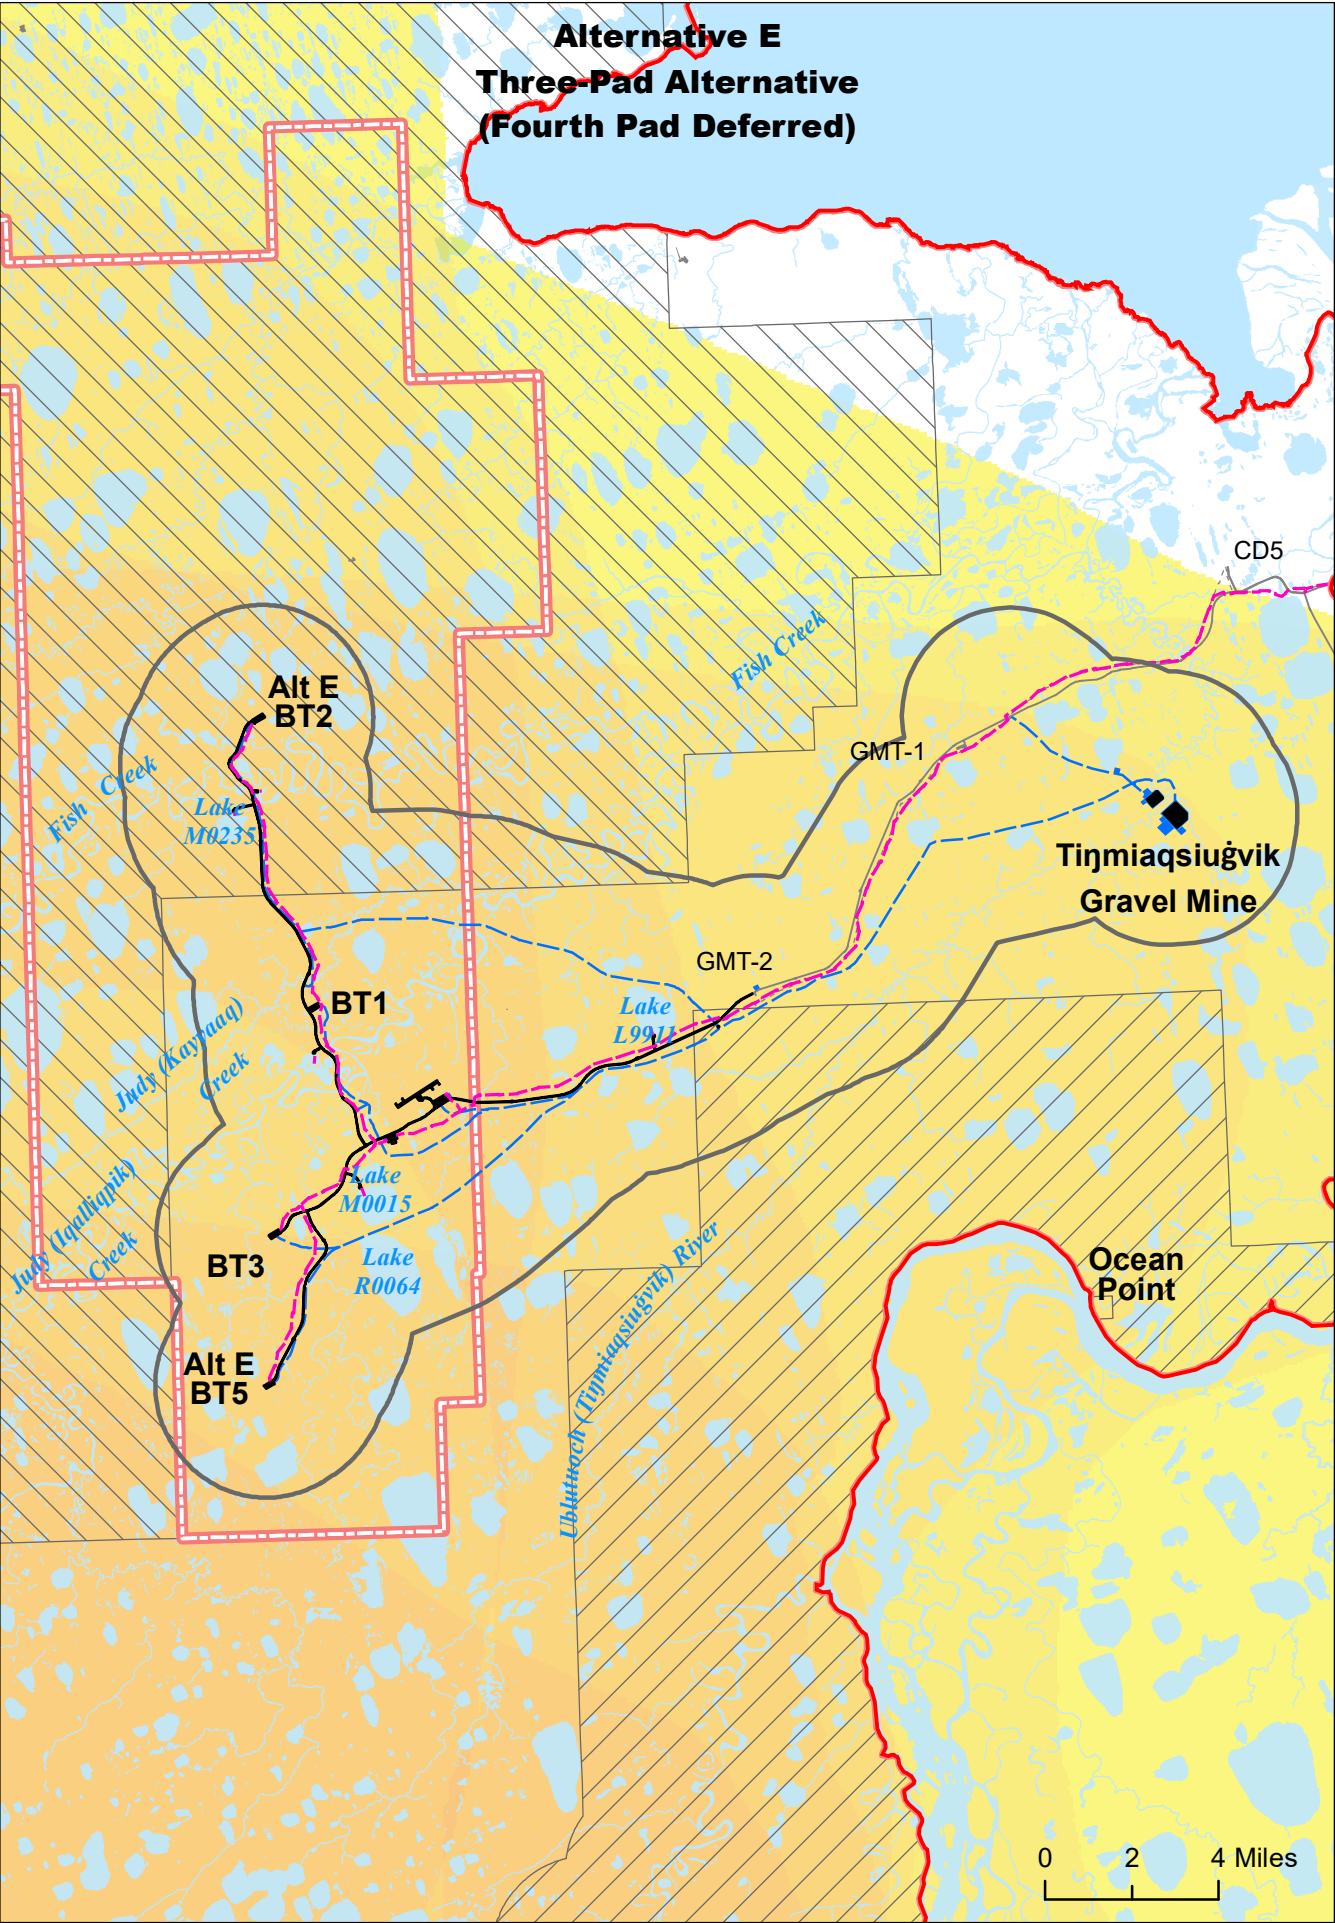 Alternative E
Three-Pad Alternative
(Fourth Pad Deferred)
CD5
Fish Creek
Alt E
BT2
GMT-1
Fish Creek
Lake
M0235
Tiŋmiaqsiuġvik
Gravel Mine
GMT-2
BT1
Lake
L9911
Judy (Kayyaaq)
Creek
Lake
M0015
Judy (Iqalliqpik)
Creek
BT3
Lake
R0064
Ublutuoch (Tiŋmiaqsiuġvik) River
Ocean
Point
Alt E
BT5
0 2 4 Miles